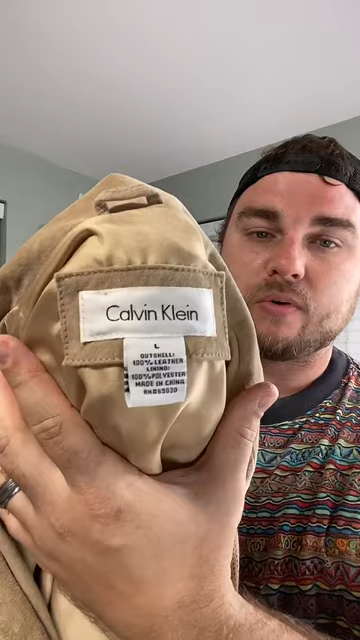 Calvin Klein
L
OUTSHELL:
100% LEATHER
LINING:
100% POLYESTER
MADE IN CHINA